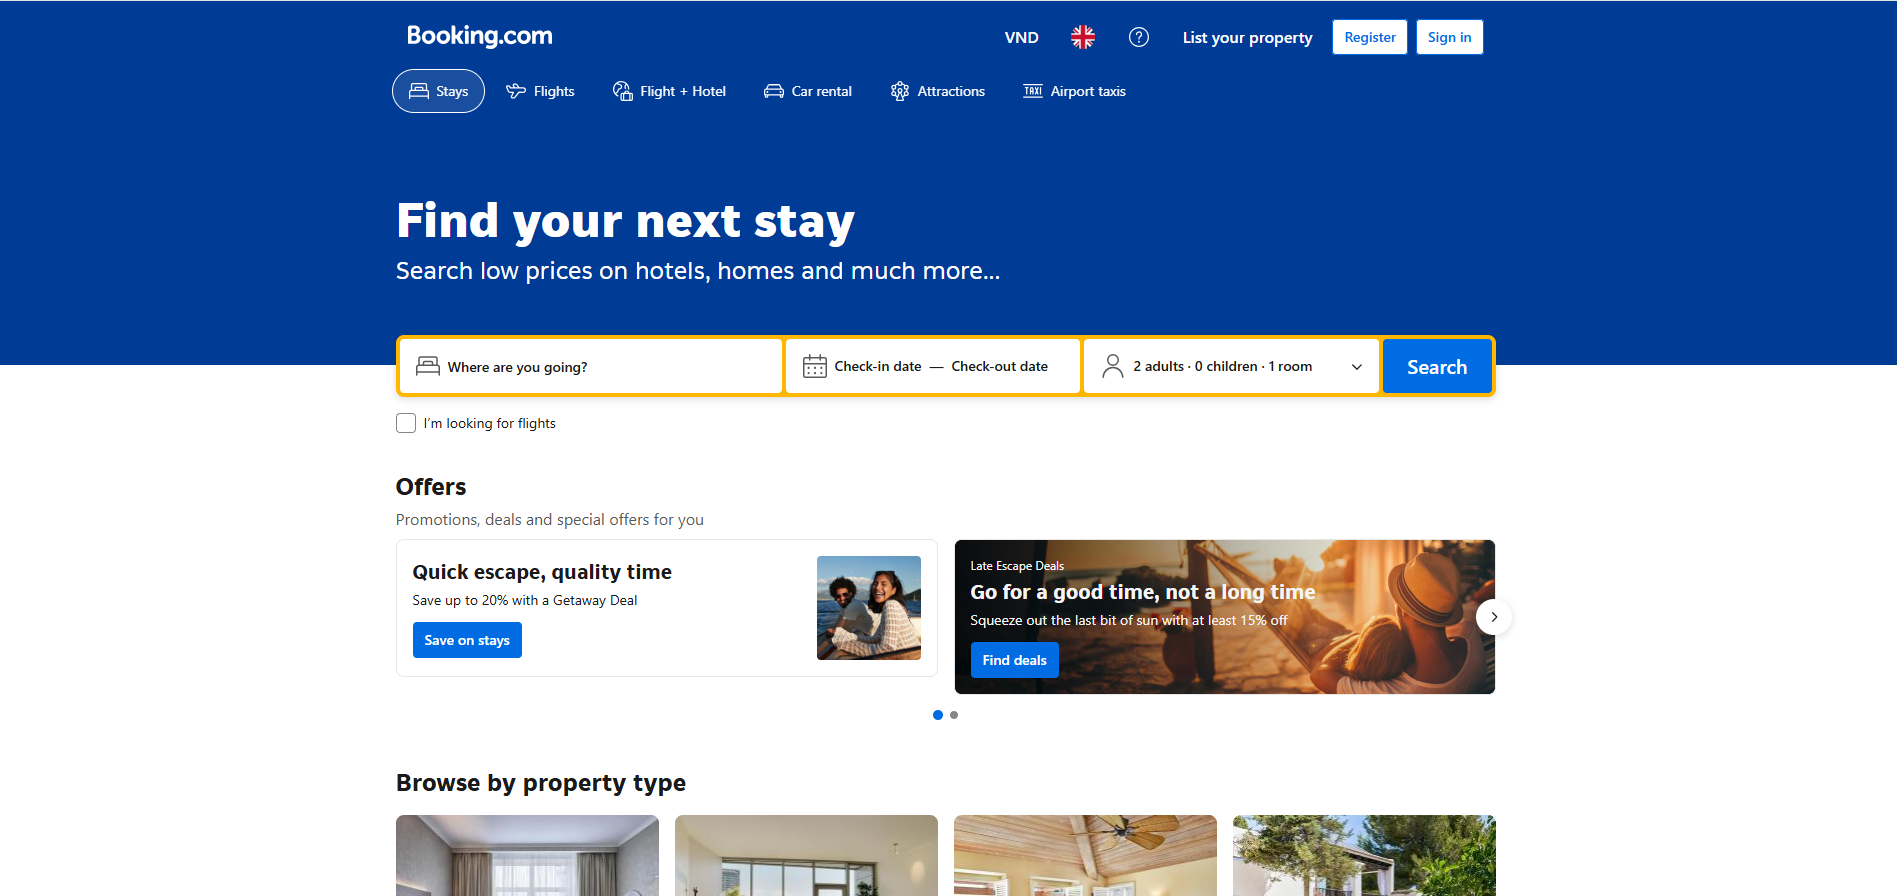 Booking.com
VND
List your property
Register
Sign in
Stays
Flights
Flight + Hotel
Car rental
Attractions
TAXI
Airport taxis
Find your next stay
Search low prices on hotels, homes and much more...
Where are you going?
Check-in date — Check-out date
2 adults · 0 children · 1 room
Search
I'm looking for flights
Offers
Promotions, deals and special offers for you
Quick escape, quality time
Save up to 20% with a Getaway Deal
Save on stays
Late Escape Deals
Go for a good time, not a long time
Squeeze out the last bit of sun with at least 15% off
Find deals
Browse by property type